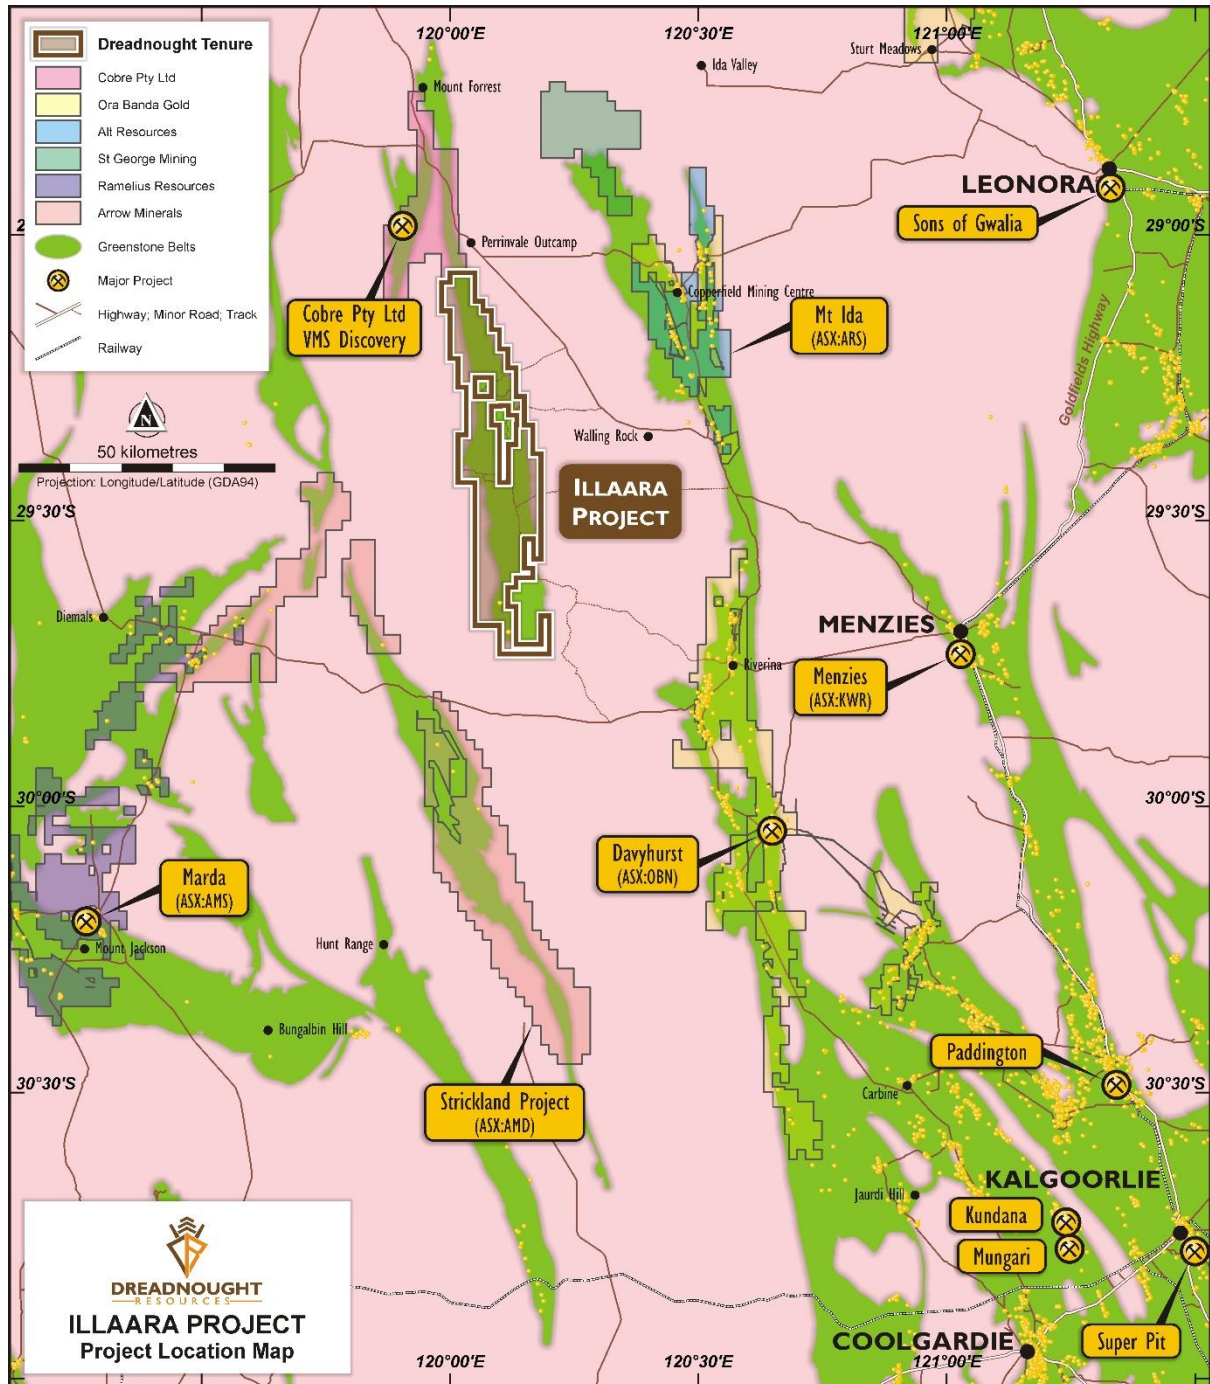 120°00'E
120°30'E
121°00'E
Dreadnought Tenure
Cobre Pty Ltd
Ora Banda Gold
Alt Resources
St George Mining
Ramelius Resources
Arrow Minerals
Greenstone Belts
Major Project
Highway; Minor Road; Track
Railway
N
50 kilometres
Projection: Longitude/Latitude (GDA94)
Sturt Meadows
Ida Valley
Mount Forrest
LEONORA
Sons of Gwalia
29°00'S
Perrinvale Outcamp
Cobre Pty Ltd
VMS Discovery
Copperfield Mining Centre
Mt Ida
(ASX:ARS)
Goldfields Highway
Walling Rock
ILLAARA
PROJECT
29°30'S
29°30'S
Diemals
MENZIES
Riverina
Menzies
(ASX:KWR)
30°00'S
30°00'S
Davyhurst
(ASX:OBN)
Marda
(ASX:AMS)
Mount Jackson
Hunt Range
Bungalbin Hill
Paddington
30°30'S
30°30'S
Carbine
Strickland Project
(ASX:AMD)
KALGOORLIE
Jaurdi Hill
Kundana
Mungari
Super Pit
COOLGARDIE
DREADNOUGHT
RESOURCES
ILLAARA PROJECT
Project Location Map
120°00'E
120°30'E
121°00'E